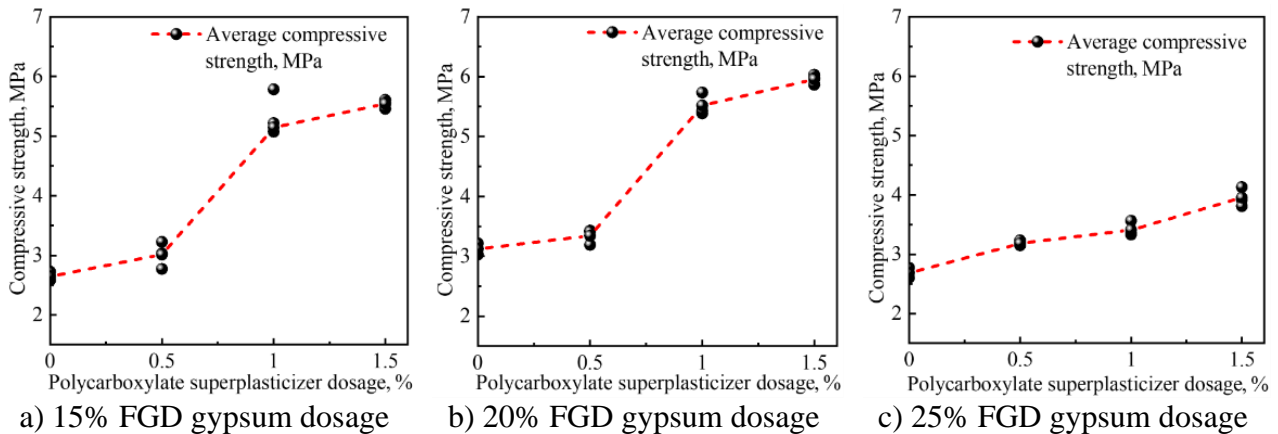 7
6
5
4
3
2
Compressive strength, MPa
Average compressive
strength, MPa
0
0.5
1
1.5
Polycarboxylate superplasticizer dosage, %
a) 15% FGD gypsum dosage
7
6
5
4
3
2
Compressive strength, MPa
Average compressive
strength, MPa
0
0.5
1
1.5
Polycarboxylate superplasticizer dosage, %
b) 20% FGD gypsum dosage
7
6
5
4
3
2
Compressive strength, MPa
Average compressive
strength, MPa
0
0.5
1
1.5
Polycarboxylate superplasticizer dosage, %
c) 25% FGD gypsum dosage